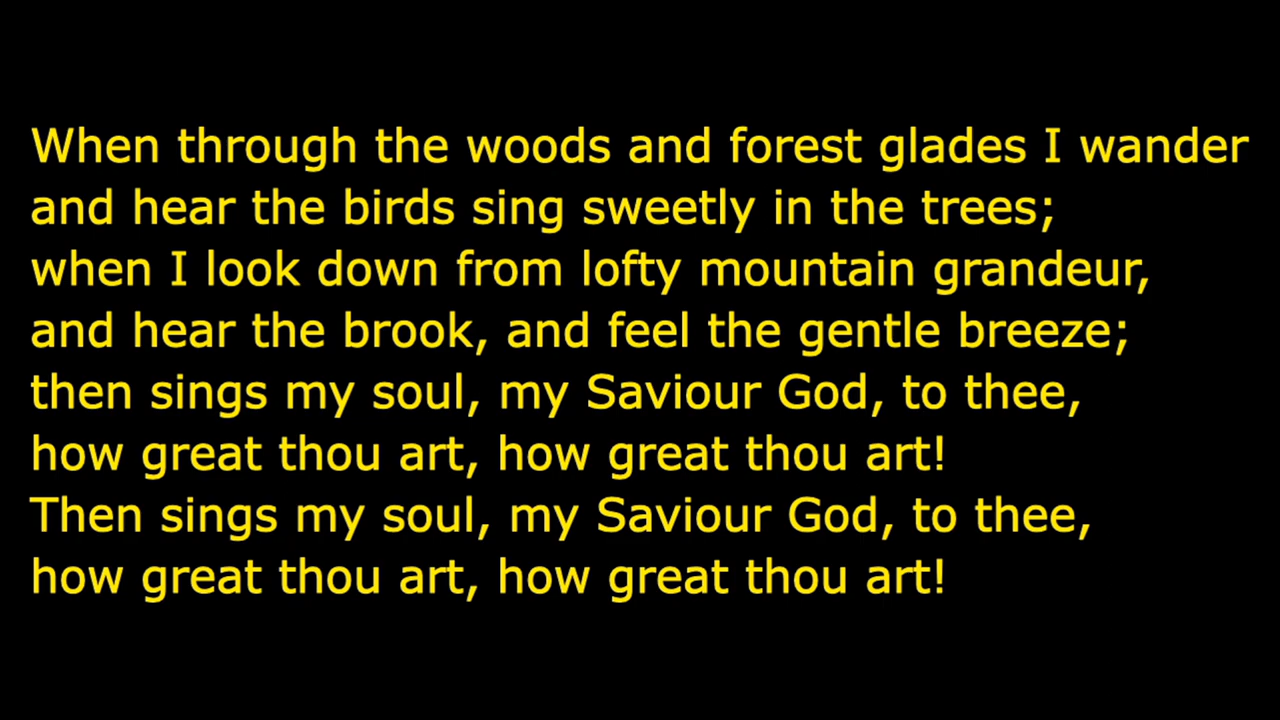 When through the woods and forest glades I wander
and hear the birds sing sweetly in the trees;
when I look down from lofty mountain grandeur,
and hear the brook, and feel the gentle breeze;
then sings my soul, my Saviour God, to thee,
how great thou art, how great thou art!
Then sings my soul, my Saviour God, to thee,
how great thou art, how great thou art!